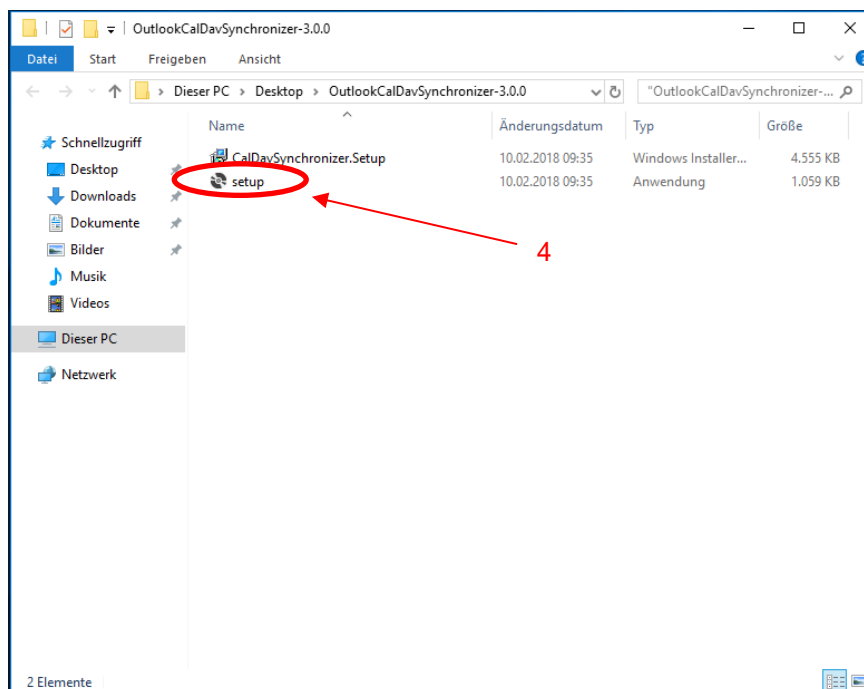 OutlookCalDavSynchronizer-3.0.0
Datei Start Freigeben Ansicht
Dieser PC > Desktop > OutlookCalDavSynchronizer-3.0.0 "OutlookCalDavSynchronizer-...
Name Änderungsdatum Typ Größe
Schnellzugriff
CalDavSynchronizer.Setup 10.02.2018 09:35 Windows Installer... 4.555 KB
Desktop
setup 10.02.2018 09:35 Anwendung 1.059 KB
Downloads
Dokumente
Bilder
4
Musik
Videos
Dieser PC
Netzwerk
2 Elemente